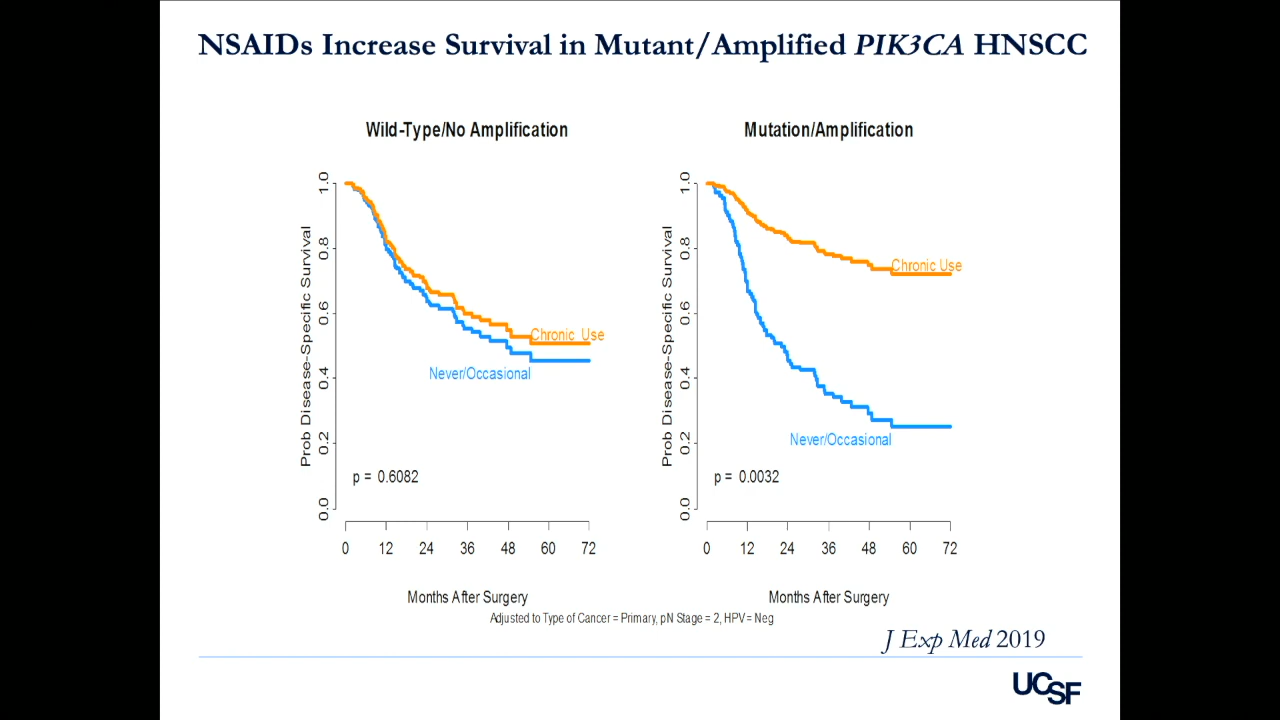 NSAIDs Increase Survival in Mutant/Amplified PIK3CA HNSCC
Wild-Type/No Amplification
Prob Disease-Specific Survival
1.0
0.8
0.6
0.4
0.2
0.0
Chronic Use
Never/Occasional
p = 0.6082
0 12 24 36 48 60 72
Months After Surgery
Mutation/Amplification
Prob Disease-Specific Survival
1.0
0.8
0.6
0.4
0.2
0.0
Chronic Use
Never/Occasional
p = 0.0032
0 12 24 36 48 60 72
Months After Surgery
Adjusted to Type of Cancer = Primary, pN Stage = 2, HPV = Neg
J Exp Med 2019
UCSF